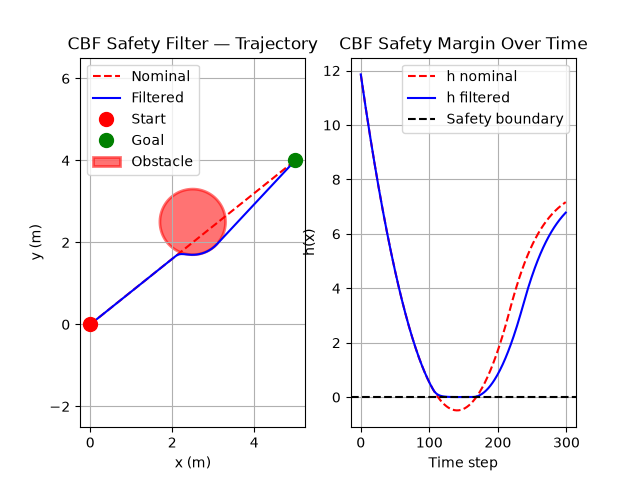 CBF Safety Filter — Trajectory
Nominal
Filtered
Start
Goal
Obstacle
6
4
2
0
−2
y (m)
0
2
4
x (m)
CBF Safety Margin Over Time
h nominal
h filtered
Safety boundary
12
10
8
6
4
2
0
h(x)
0
100
200
300
Time step